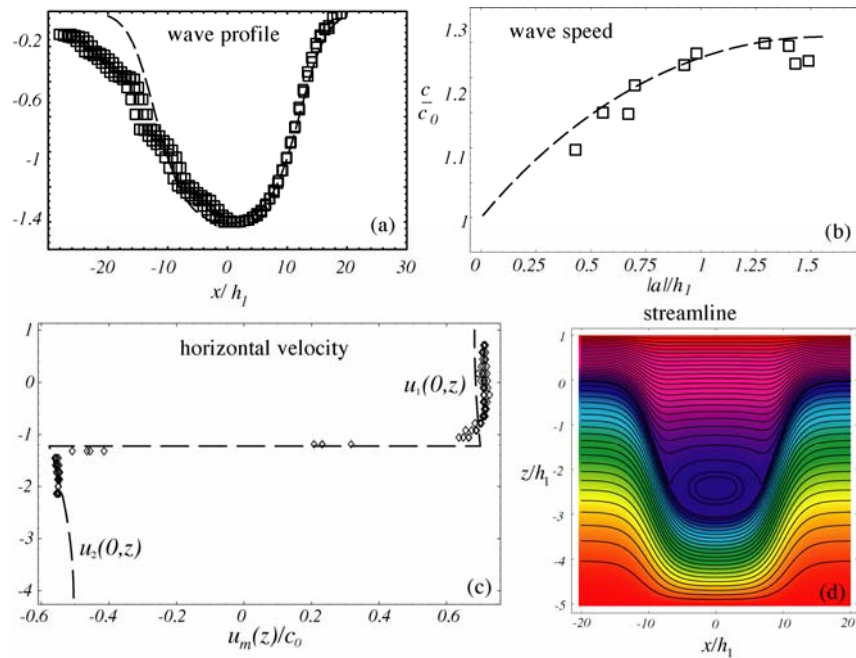 wave profile
-0.2
-0.6
-1
-1.4
(a)
-20 -10 0 10 20 30
x/ h1
wave speed
1.3
1.2
1.1
1
c
c0
(b)
0 0.25 0.5 0.75 1 1.25 1.5
|a|/h1
horizontal velocity
1
0
-1
-2
-3
-4
u1(0,z)
u2(0,z)
(c)
-0.6 -0.4 -0.2 0 0.2 0.4 0.6
um(z)/c0
streamline
1
0
-1
z/h1
-2
-3
-4
-5
(d)
-20 -10 0 10 20
x/h1